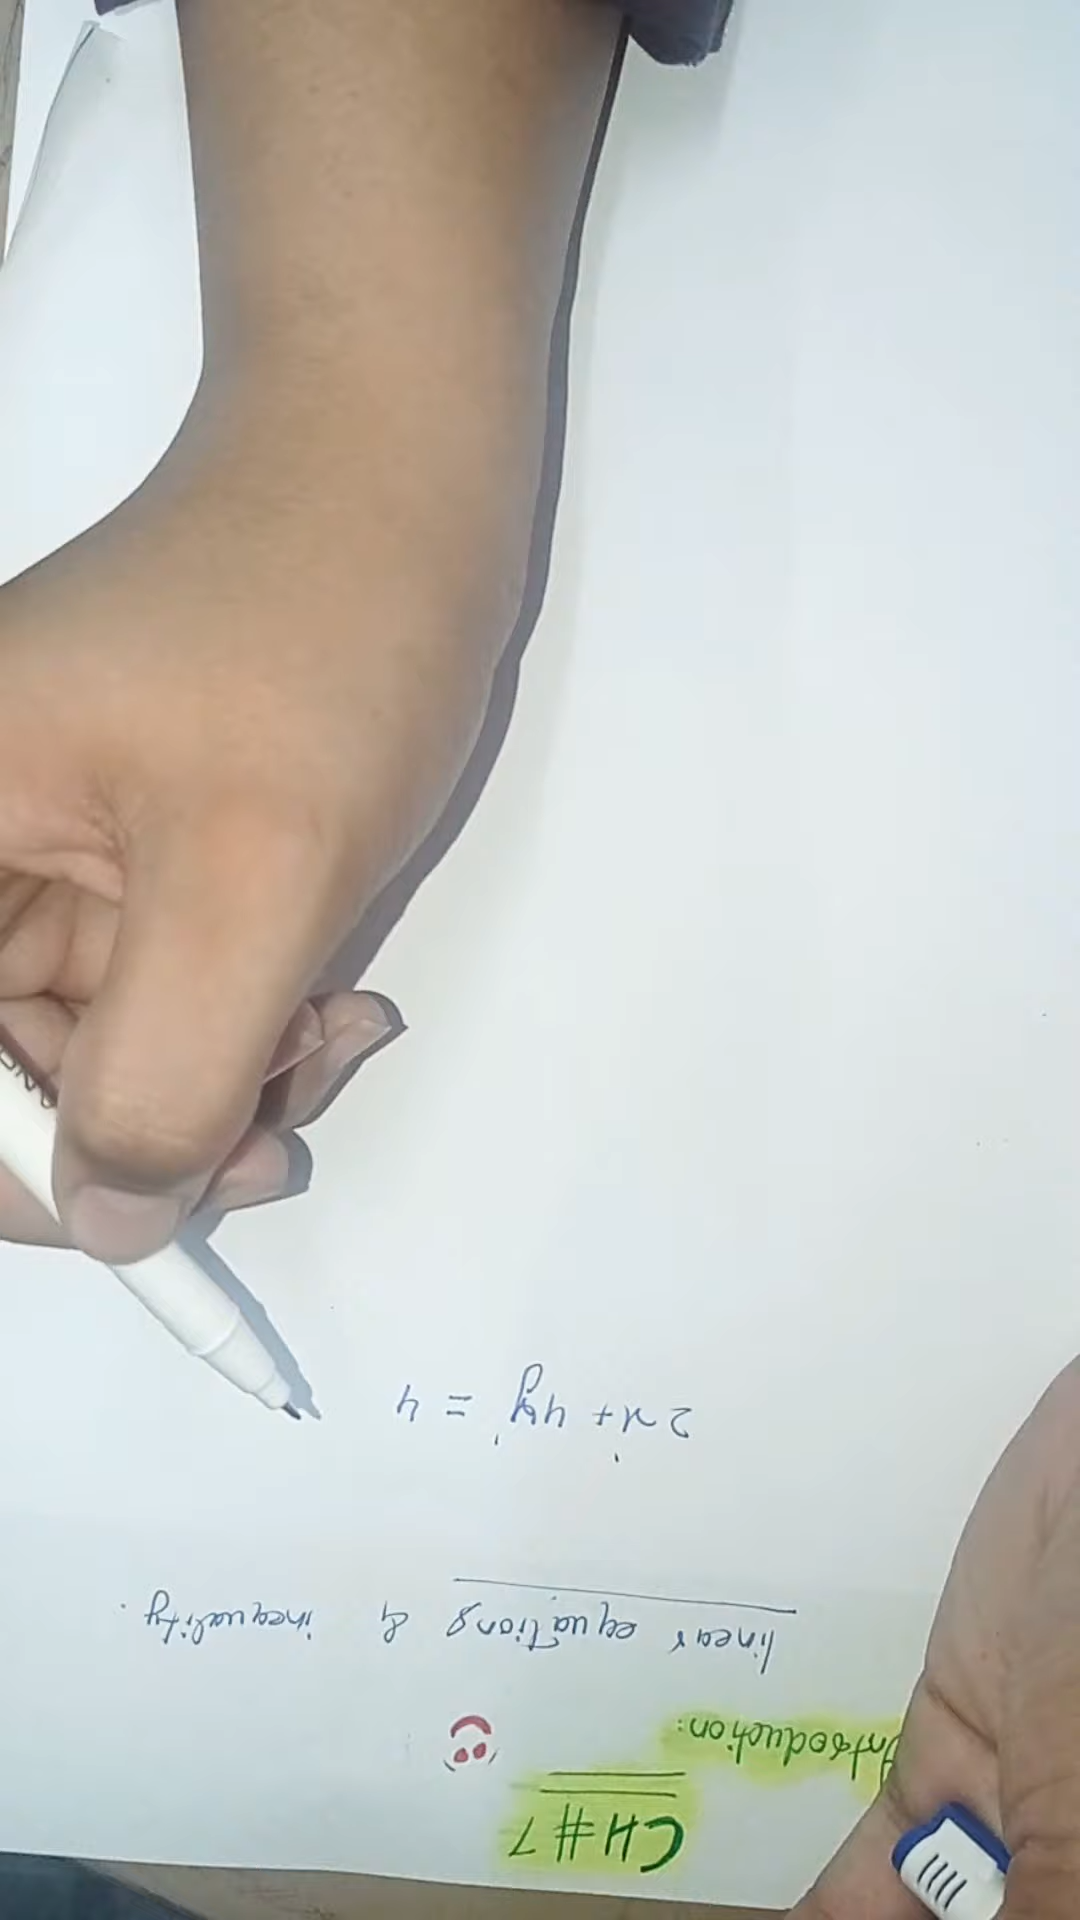 CH#7
Introduction:
linear equations & inequality.
2x + 4y = 4